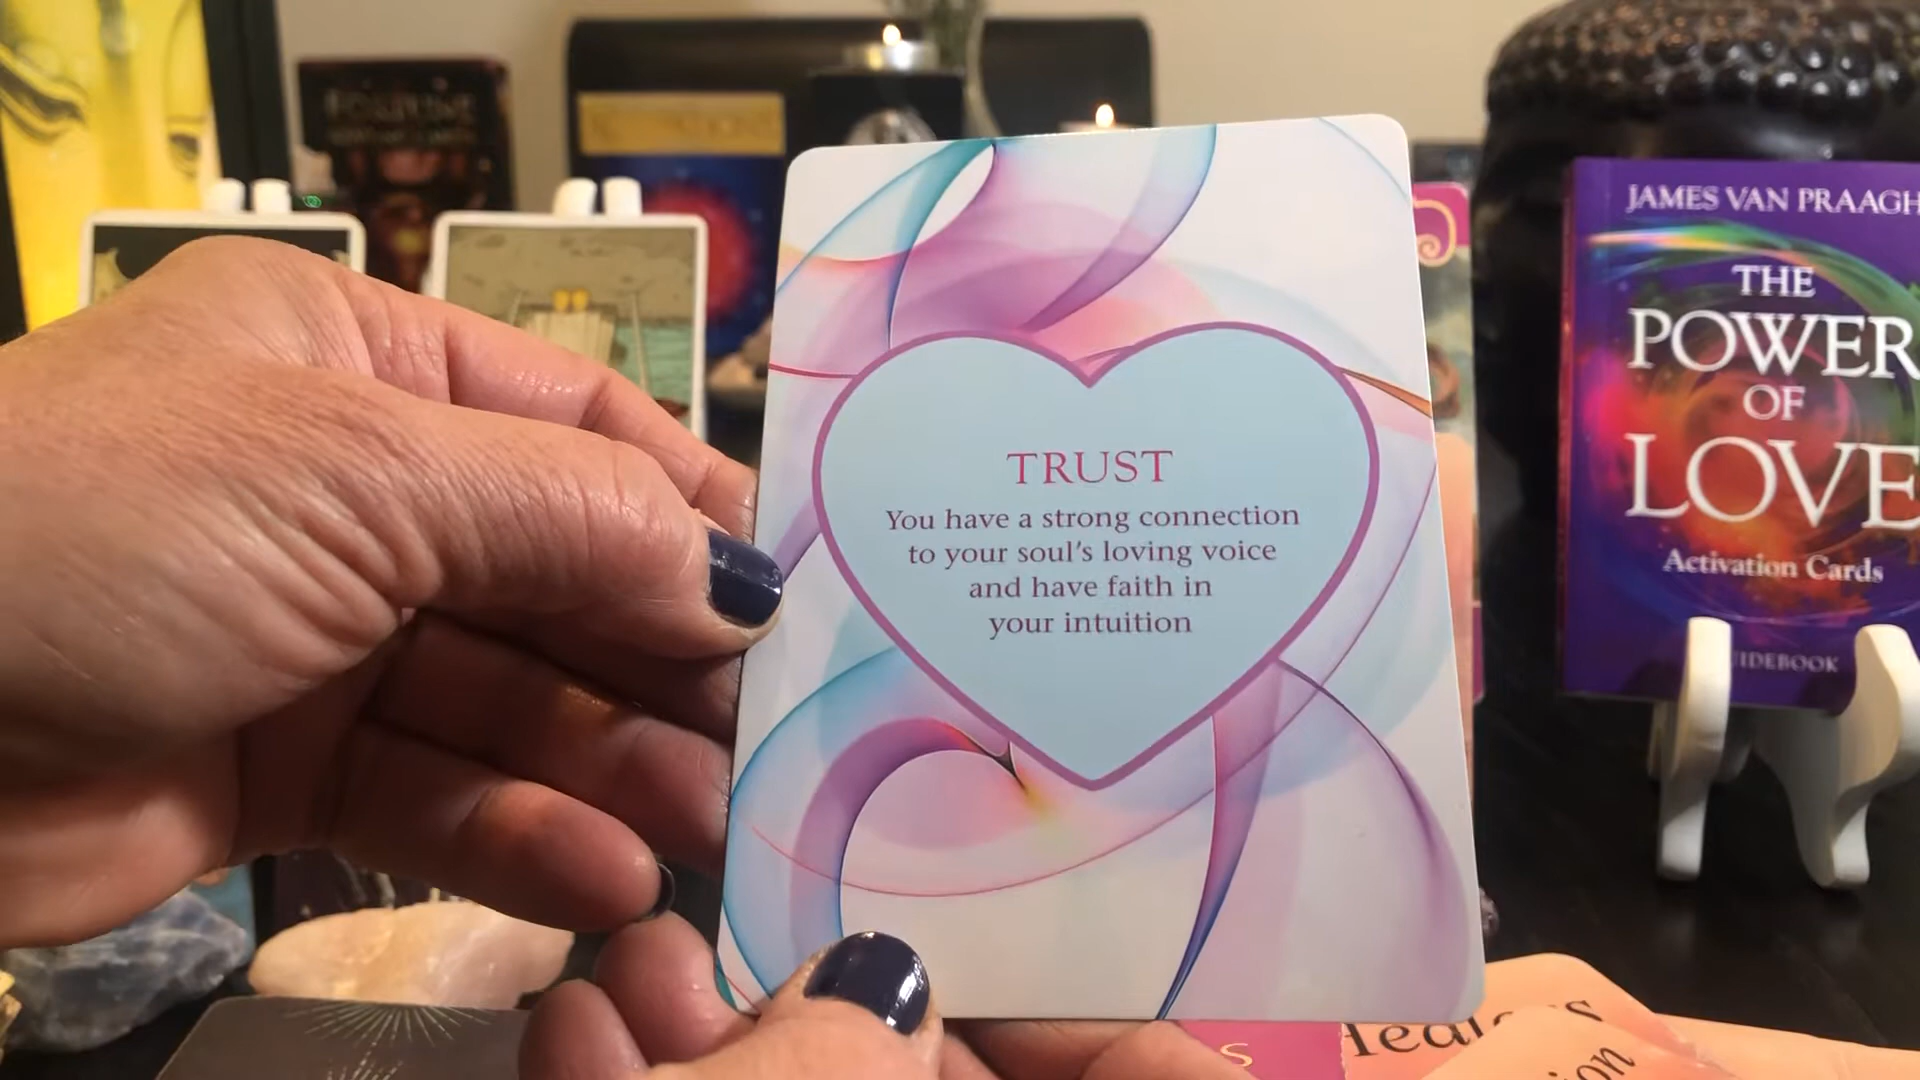 TRUST
You have a strong connection
to your soul's loving voice
and have faith in
your intuition
JAMES VAN PRAAGH
THE
POWER
OF
LOVE
Activation Cards